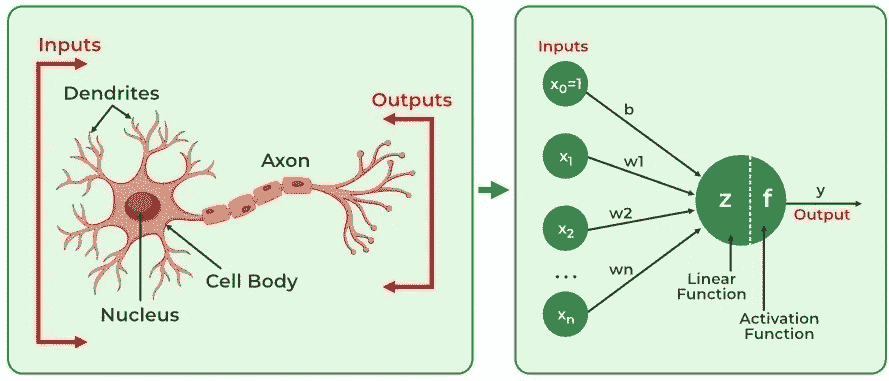 Inputs
Dendrites
Outputs
Axon
Cell Body
Nucleus
Inputs
x0=1
b
x1
w1
z
f
y
Output
x2
w2
...
wn
xn
Linear
Function
Activation
Function